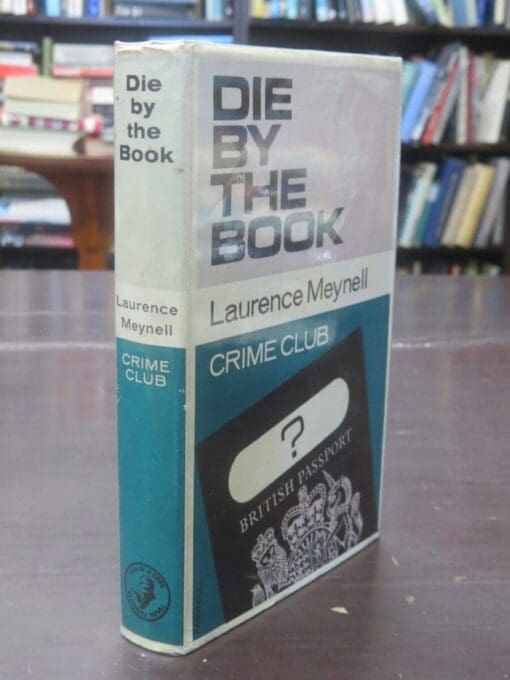 Die
by
the
Book
Laurence
Meynell
CRIME
CLUB
DIE
BY
THE
BOOK
Laurence Meynell
CRIME CLUB
?
BRITISH PASSPORT